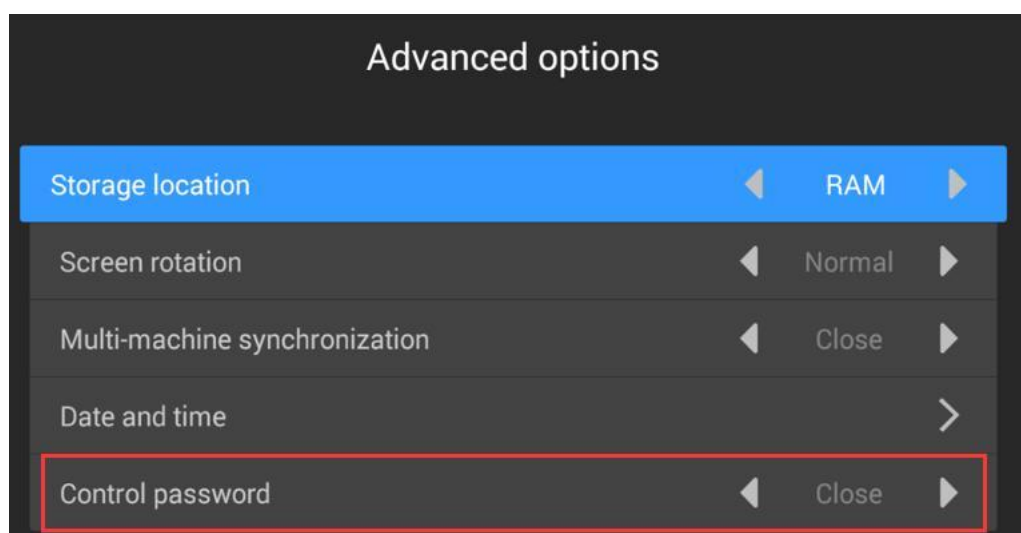 Advanced options
Storage location RAM
Screen rotation Normal
Multi-machine synchronization Close
Date and time
Control password Close